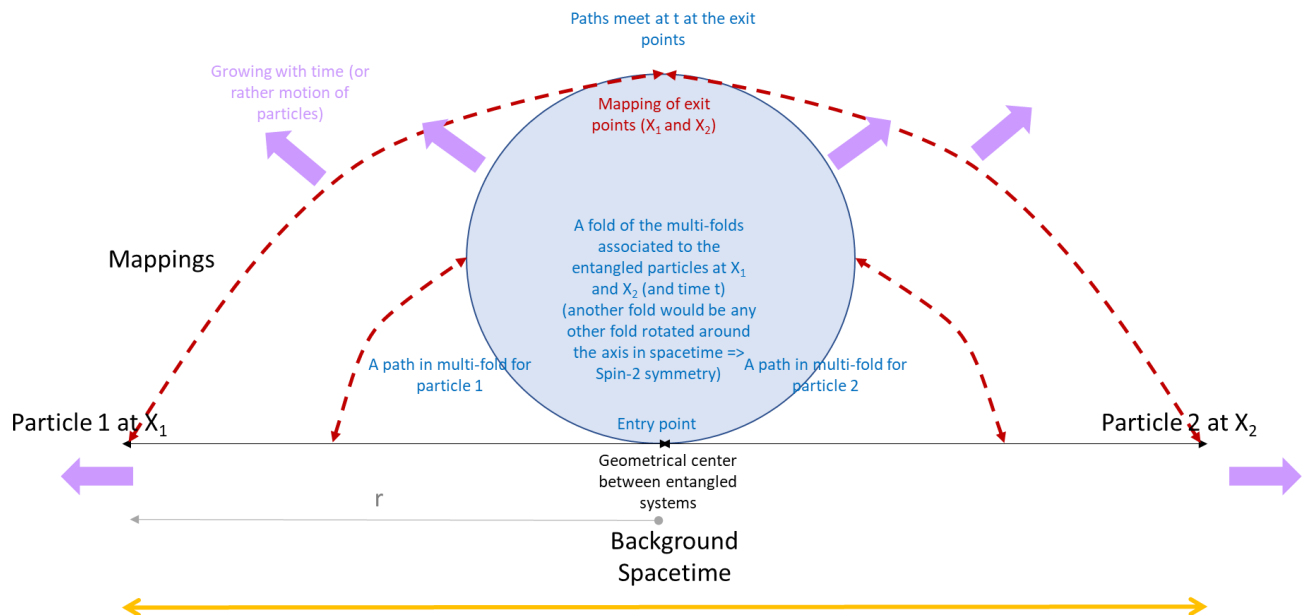 Paths meet at t at the exit
points
Growing with time (or
rather motion of
particles)
Mapping of exit
points (X₁ and X₂)
Mappings
A fold of the multi-folds
associated to the
entangled particles at X₁
and X₂ (and time t)
(another fold would be any
other fold rotated around
the axis in spacetime =>
Spin-2 symmetry)
A path in multi-fold for
particle 1
A path in multi-fold for
particle 2
Particle 1 at X₁
Entry point
Particle 2 at X₂
Geometrical center
between entangled
systems
r
Background
Spacetime